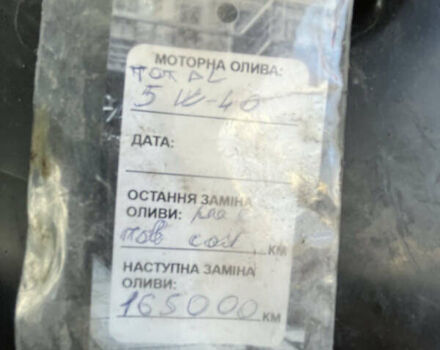 МОТОРНА ОЛИВА:
TOTAL
5W-40
ДАТА:
ОСТАННЯ ЗАМІНА
ОЛИВИ:
КМ
НАСТУПНА ЗАМІНА
ОЛИВИ:
165000 КМ